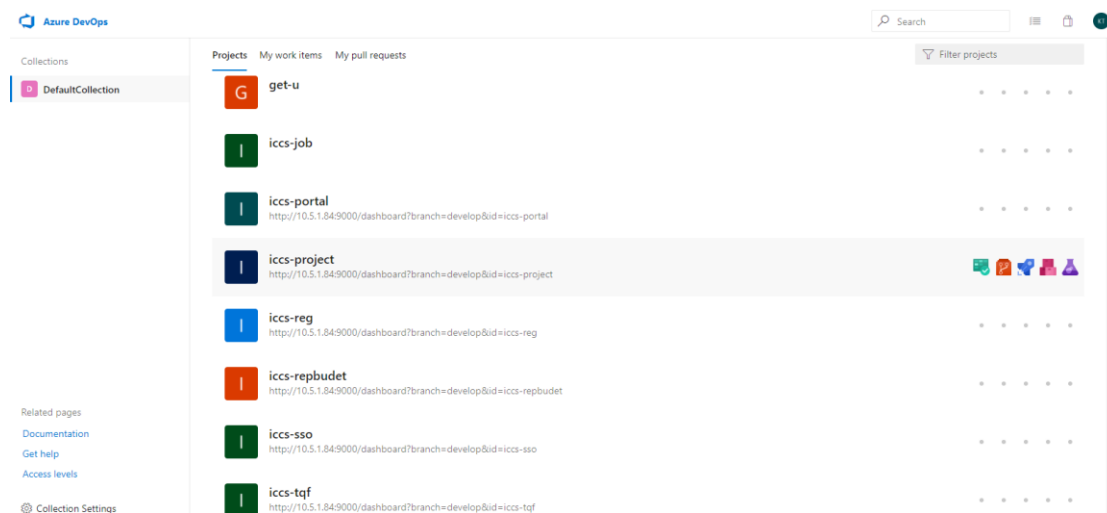 Azure DevOps
Search
KT
Collections
D DefaultCollection
Projects My work items My pull requests
Filter projects
G get-u
I iccs-job
I iccs-portal
http://10.5.1.84:9000/dashboard?branch=develop&id=iccs-portal
I iccs-project
http://10.5.1.84:9000/dashboard?branch=develop&id=iccs-project
I iccs-reg
http://10.5.1.84:9000/dashboard?branch=develop&id=iccs-reg
I iccs-repbudet
http://10.5.1.84:9000/dashboard?branch=develop&id=iccs-repbudet
I iccs-sso
http://10.5.1.84:9000/dashboard?branch=develop&id=iccs-sso
I iccs-tqf
http://10.5.1.84:9000/dashboard?branch=develop&id=iccs-tqf
Related pages
Documentation
Get help
Access levels
Collection Settings